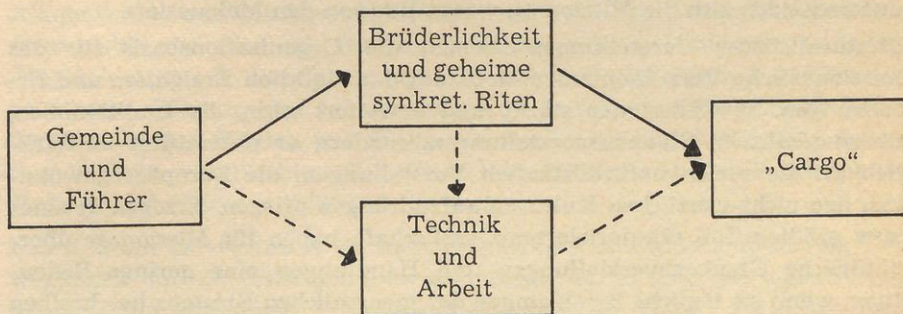 Brüderlichkeit
und geheime
synkret. Riten
Gemeinde
und
Führer
„Cargo“
Technik
und
Arbeit